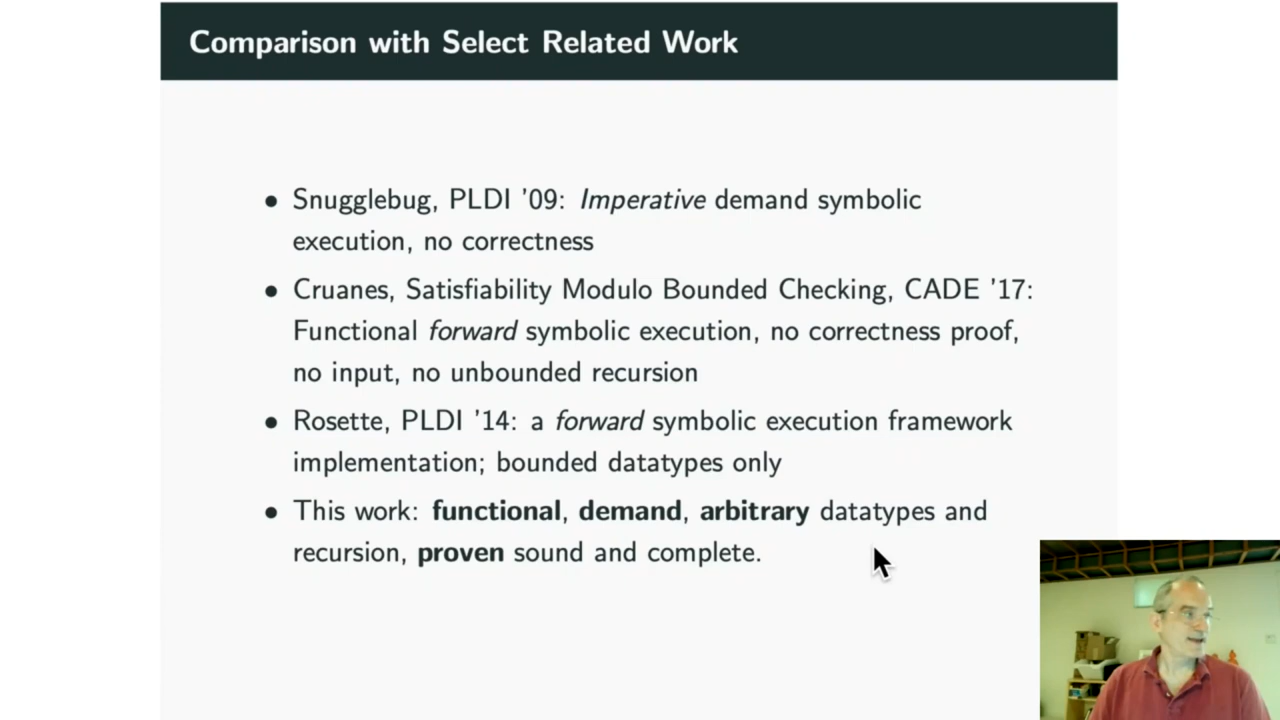 Comparison with Select Related Work
• Snugglebug, PLDI '09: Imperative demand symbolic
execution, no correctness
• Cruanes, Satisfiability Modulo Bounded Checking, CADE '17:
Functional forward symbolic execution, no correctness proof,
no input, no unbounded recursion
• Rosette, PLDI '14: a forward symbolic execution framework
implementation; bounded datatypes only
• This work: functional, demand, arbitrary datatypes and
recursion, proven sound and complete.